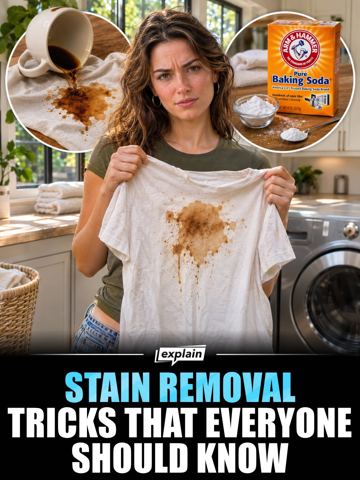 ARM & HAMMER
Pure
Baking Soda
explain
STAIN REMOVAL
TRICKS THAT EVERYONE
SHOULD KNOW